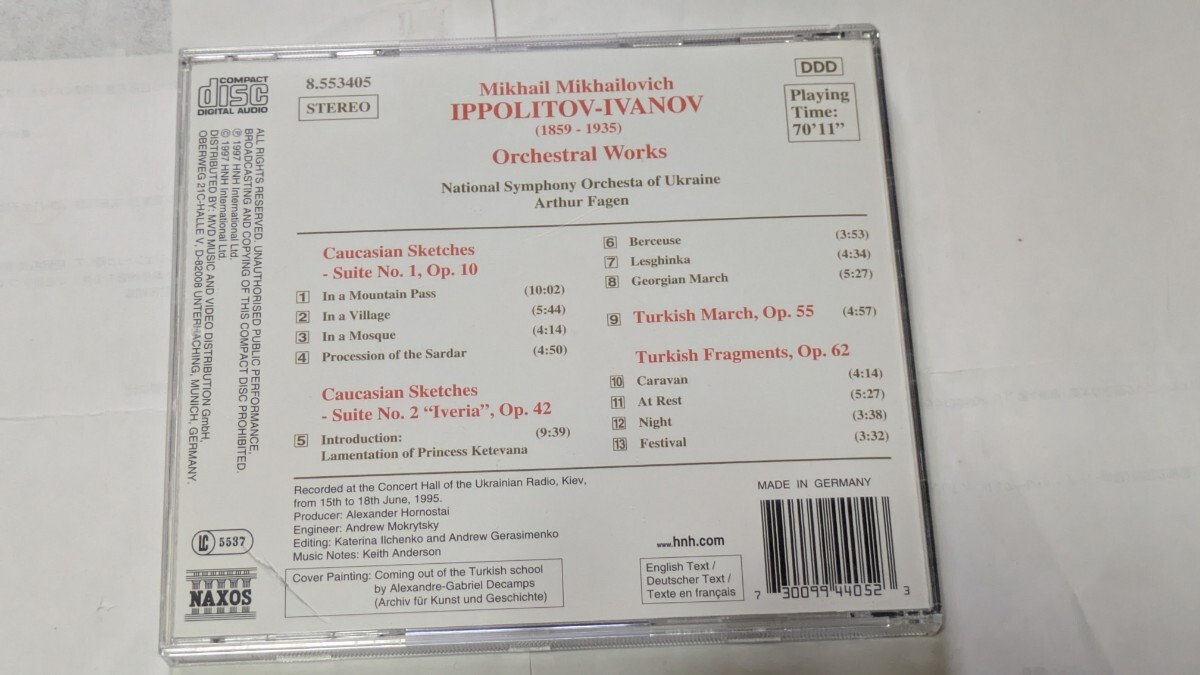 COMPACT
disc
DIGITAL AUDIO
8.553405
STEREO
Mikhail Mikhailovich
IPPOLITOV-IVANOV
(1859 - 1935)
Orchestral Works
National Symphony Orchesta of Ukraine
Arthur Fagen
DDD
Playing
Time:
70'11"
Caucasian Sketches
- Suite No. 1, Op. 10
1 In a Mountain Pass (10:02)
2 In a Village (5:44)
3 In a Mosque (4:14)
4 Procession of the Sardar (4:50)
Caucasian Sketches
- Suite No. 2 “Iveria”, Op. 42
5 Introduction: (9:39)
Lamentation of Princess Ketevana
6 Berceuse (3:53)
7 Lesghinka (4:34)
8 Georgian March (5:27)
9 Turkish March, Op. 55 (4:57)
Turkish Fragments, Op. 62
10 Caravan (4:14)
11 At Rest (5:27)
12 Night (3:38)
13 Festival (3:32)
ALL RIGHTS RESERVED. UNAUTHORISED PUBLIC PERFORMANCE,
BROADCASTING AND COPYING OF THIS COMPACT DISC PROHIBITED.
℗ 1997 HNH International Ltd.
© 1997 HNH International Ltd.
DISTRIBUTED BY: MVD MUSIC AND VIDEO DISTRIBUTION GmbH,
OBERWEG 21C-HALLE V, D-82008 UNTERHACHING, MUNICH, GERMANY.
LC 5537
NAXOS
Recorded at the Concert Hall of the Ukrainian Radio, Kiev,
from 15th to 18th June, 1995.
Producer: Alexander Hornostai
Engineer: Andrew Mokrytsky
Editing: Katerina Ilchenko and Andrew Gerasimenko
Music Notes: Keith Anderson
Cover Painting: Coming out of the Turkish school
by Alexandre-Gabriel Decamps
(Archiv für Kunst und Geschichte)
www.hnh.com
English Text /
Deutscher Text /
Texte en français
MADE IN GERMANY
7 30099 44052 3